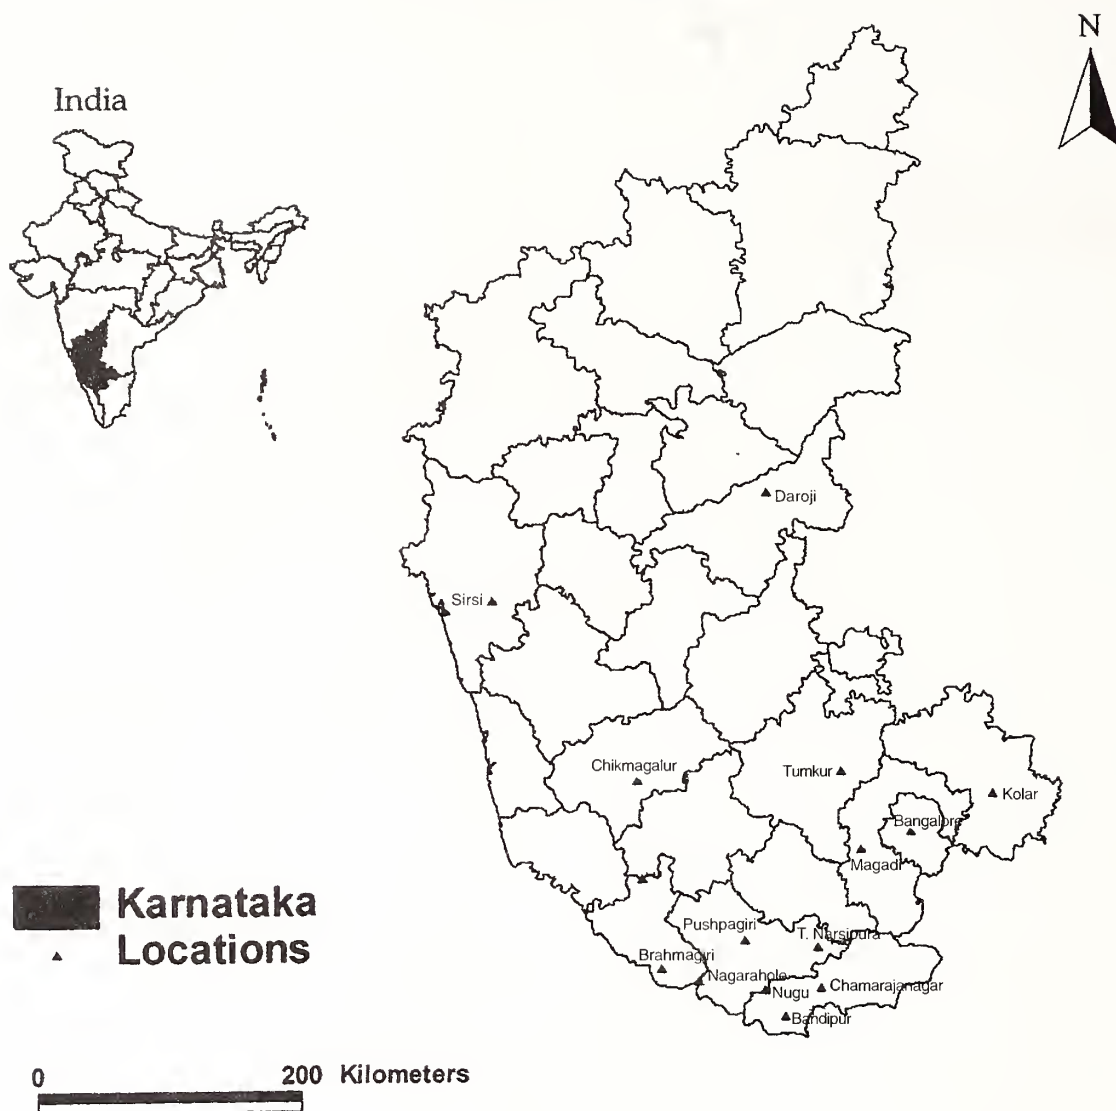 N
India
Daroji
Sirsi
Chikmagalur
Tumkur
Kolar
Bangalore
Magadi
Pushpagiri
T. Narsipura
Brahmagiri
Nagarahole
Nugu
Chamarajanagar
Bandipur
Karnataka
Locations
0 200 Kilometers